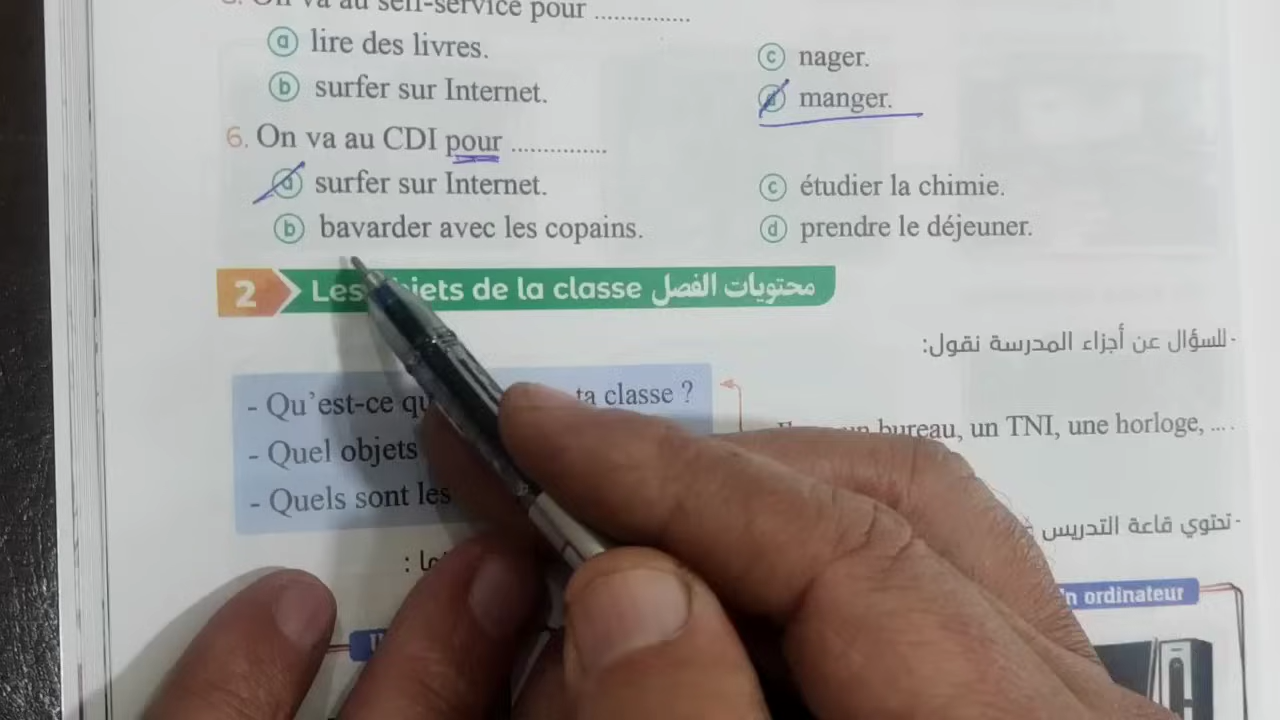 On va au self-service pour ...............
ⓐ lire des livres.
ⓒ nager.
ⓑ surfer sur Internet.
ⓓ manger.
6. On va au CDI pour ...............
ⓐ surfer sur Internet.
ⓒ étudier la chimie.
ⓑ bavarder avec les copains.
ⓓ prendre le déjeuner.
2 Les objets de la classe محتويات الفصل
- للسؤال عن أجزاء المدرسة نقول:
- Qu'est-ce ta classe ?
bureau, un TNI, une horloge, ....
- Quel objets
- Quels sont les
- تحتوي قاعة التدريس
ordinateur